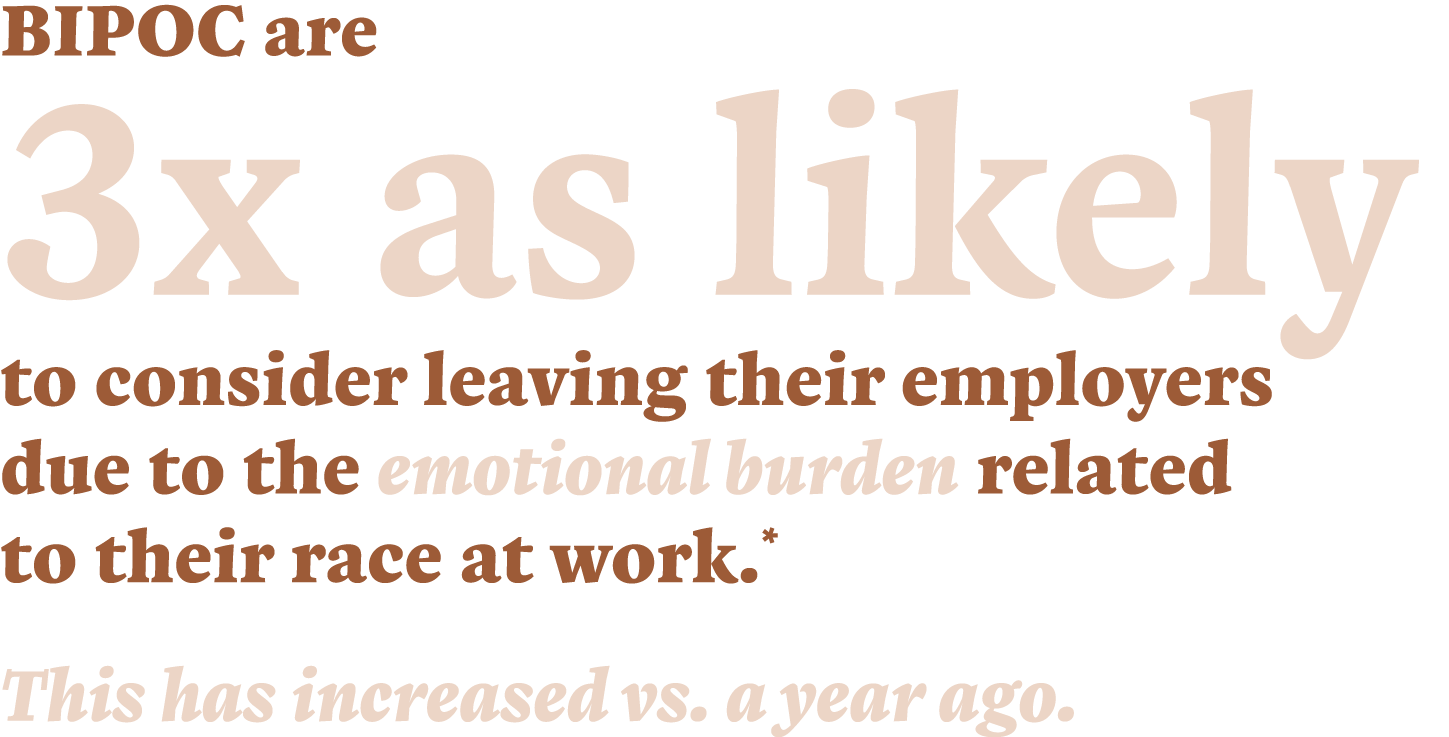 BIPOC are
3x as likely
to consider leaving their employers
due to the emotional burden related
to their race at work.*
This has increased vs. a year ago.